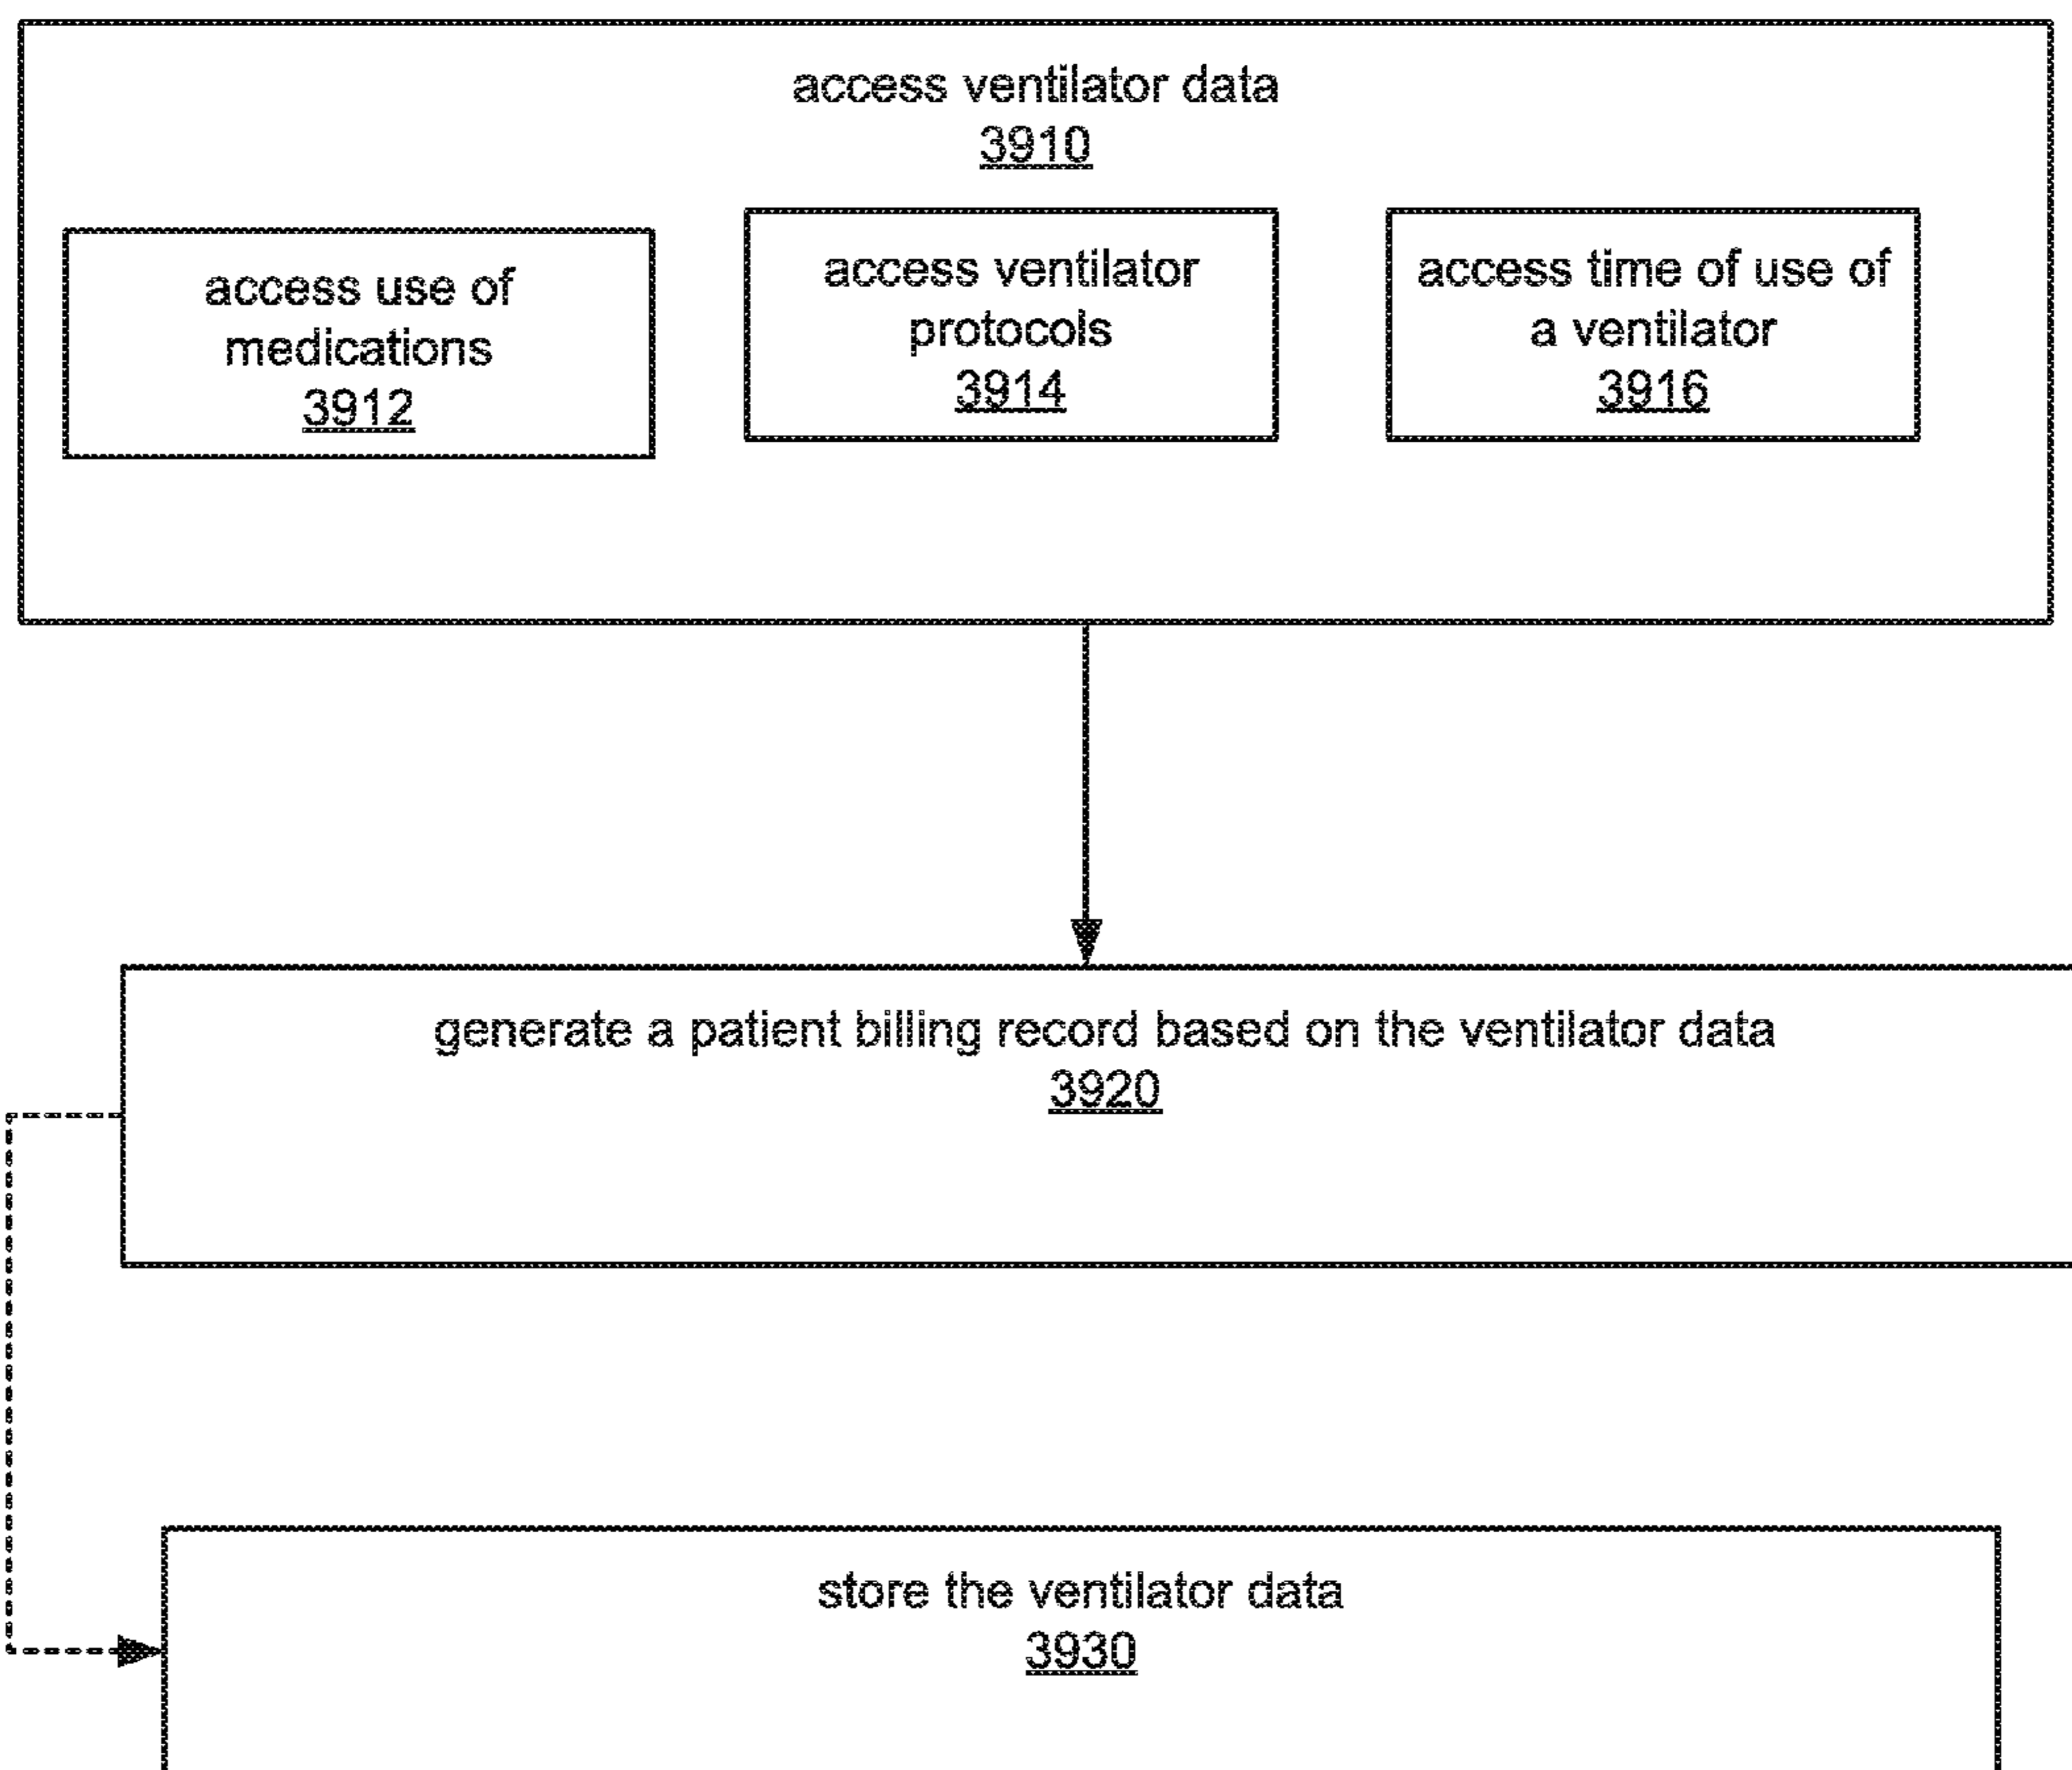 access ventilator data
3910
access use of
medications
3912
access ventilator
protocols
3914
access time of use of
a ventilator
3916
generate a patient billing record based on the ventilator data
3920
store the ventilator data
3930